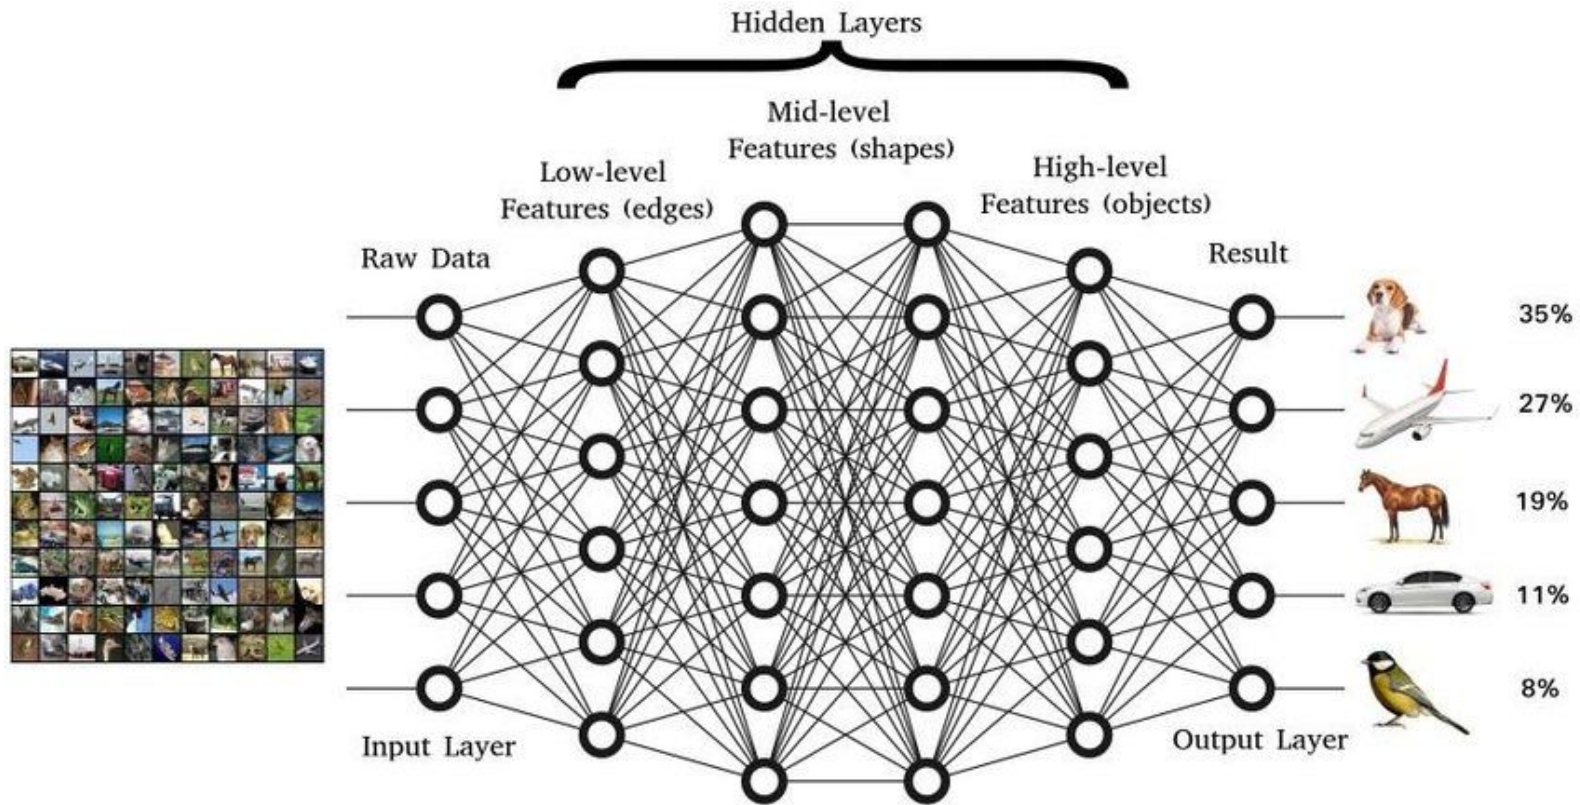 Hidden Layers
Mid-level
Features (shapes)
Low-level
Features (edges)
High-level
Features (objects)
Raw Data
Result
35%
27%
19%
11%
8%
Input Layer
Output Layer